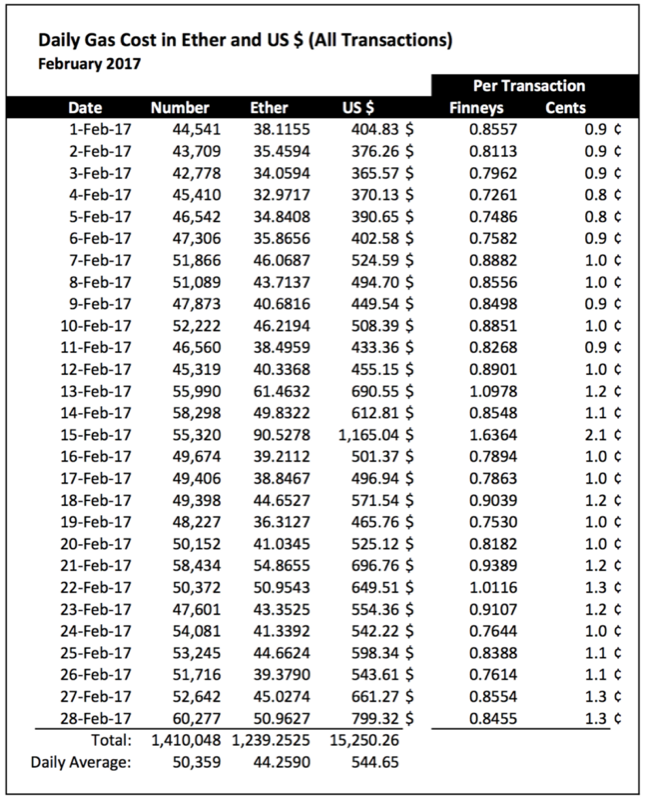 Daily Gas Cost in Ether and US $ (All Transactions)
February 2017
Per Transaction
Date Number Ether US $ Finneys Cents
1-Feb-17 44,541 38.1155 404.83 $ 0.8557 0.9 ¢
2-Feb-17 43,709 35.4594 376.26 $ 0.8113 0.9 ¢
3-Feb-17 42,778 34.0594 365.57 $ 0.7962 0.9 ¢
4-Feb-17 45,410 32.9717 370.13 $ 0.7261 0.8 ¢
5-Feb-17 46,542 34.8408 390.65 $ 0.7486 0.8 ¢
6-Feb-17 47,306 35.8656 402.58 $ 0.7582 0.9 ¢
7-Feb-17 51,866 46.0687 524.59 $ 0.8882 1.0 ¢
8-Feb-17 51,089 43.7137 494.70 $ 0.8556 1.0 ¢
9-Feb-17 47,873 40.6816 449.54 $ 0.8498 0.9 ¢
10-Feb-17 52,222 46.2194 508.39 $ 0.8851 1.0 ¢
11-Feb-17 46,560 38.4959 433.36 $ 0.8268 0.9 ¢
12-Feb-17 45,319 40.3368 455.15 $ 0.8901 1.0 ¢
13-Feb-17 55,990 61.4632 690.55 $ 1.0978 1.2 ¢
14-Feb-17 58,298 49.8322 612.81 $ 0.8548 1.1 ¢
15-Feb-17 55,320 90.5278 1,165.04 $ 1.6364 2.1 ¢
16-Feb-17 49,674 39.2112 501.37 $ 0.7894 1.0 ¢
17-Feb-17 49,406 38.8467 496.94 $ 0.7863 1.0 ¢
18-Feb-17 49,398 44.6527 571.54 $ 0.9039 1.2 ¢
19-Feb-17 48,227 36.3127 465.76 $ 0.7530 1.0 ¢
20-Feb-17 50,152 41.0345 525.12 $ 0.8182 1.0 ¢
21-Feb-17 58,434 54.8655 696.76 $ 0.9389 1.2 ¢
22-Feb-17 50,372 50.9543 649.51 $ 1.0116 1.3 ¢
23-Feb-17 47,601 43.3525 554.36 $ 0.9107 1.2 ¢
24-Feb-17 54,081 41.3392 542.22 $ 0.7644 1.0 ¢
25-Feb-17 53,245 44.6624 598.34 $ 0.8388 1.1 ¢
26-Feb-17 51,716 39.3790 543.61 $ 0.7614 1.1 ¢
27-Feb-17 52,642 45.0274 661.27 $ 0.8554 1.3 ¢
28-Feb-17 60,277 50.9627 799.32 $ 0.8455 1.3 ¢
Total: 1,410,048 1,239.2525 15,250.26
Daily Average: 50,359 44.2590 544.65